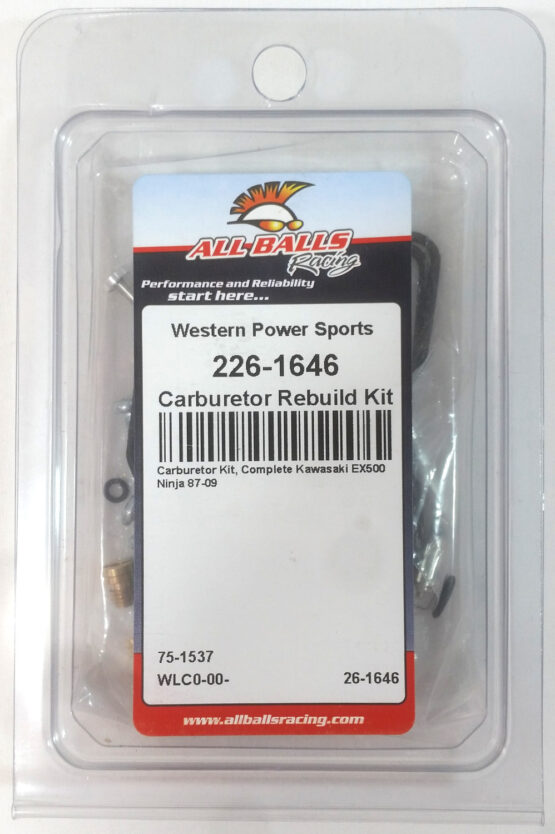 ALL BALLS
Racing
Performance and Reliability
start here...
Western Power Sports
226-1646
Carburetor Rebuild Kit
Carburetor Kit, Complete Kawasaki EX500
Ninja 87-09
75-1537
WLC0-00-
26-1646
www.allballsracing.com